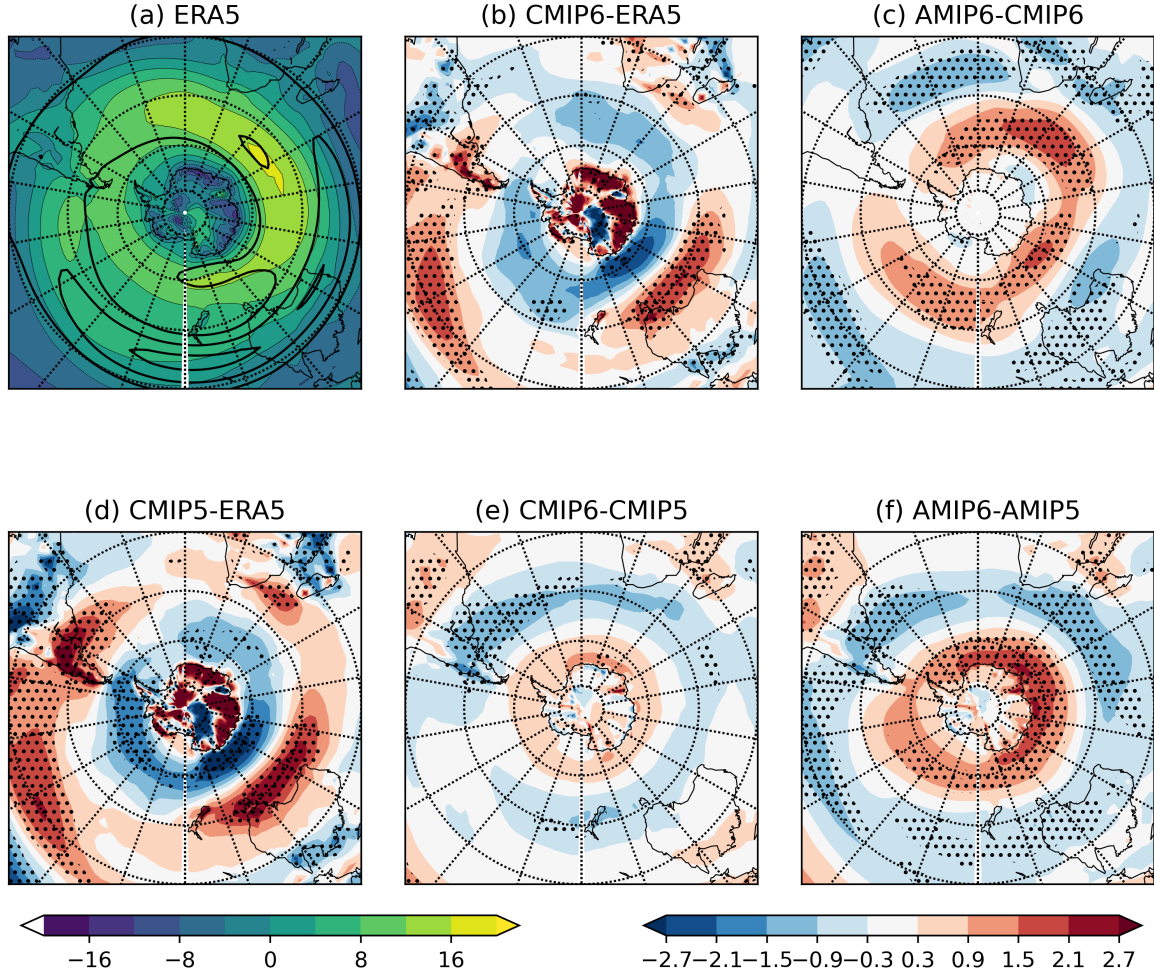 (a) ERA5
(b) CMIP6-ERA5
(c) AMIP6-CMIP6
(d) CMIP5-ERA5
(e) CMIP6-CMIP5
(f) AMIP6-AMIP5
−16 −8 0 8 16
−2.7 −2.1 −1.5 −0.9 −0.3 0.3 0.9 1.5 2.1 2.7